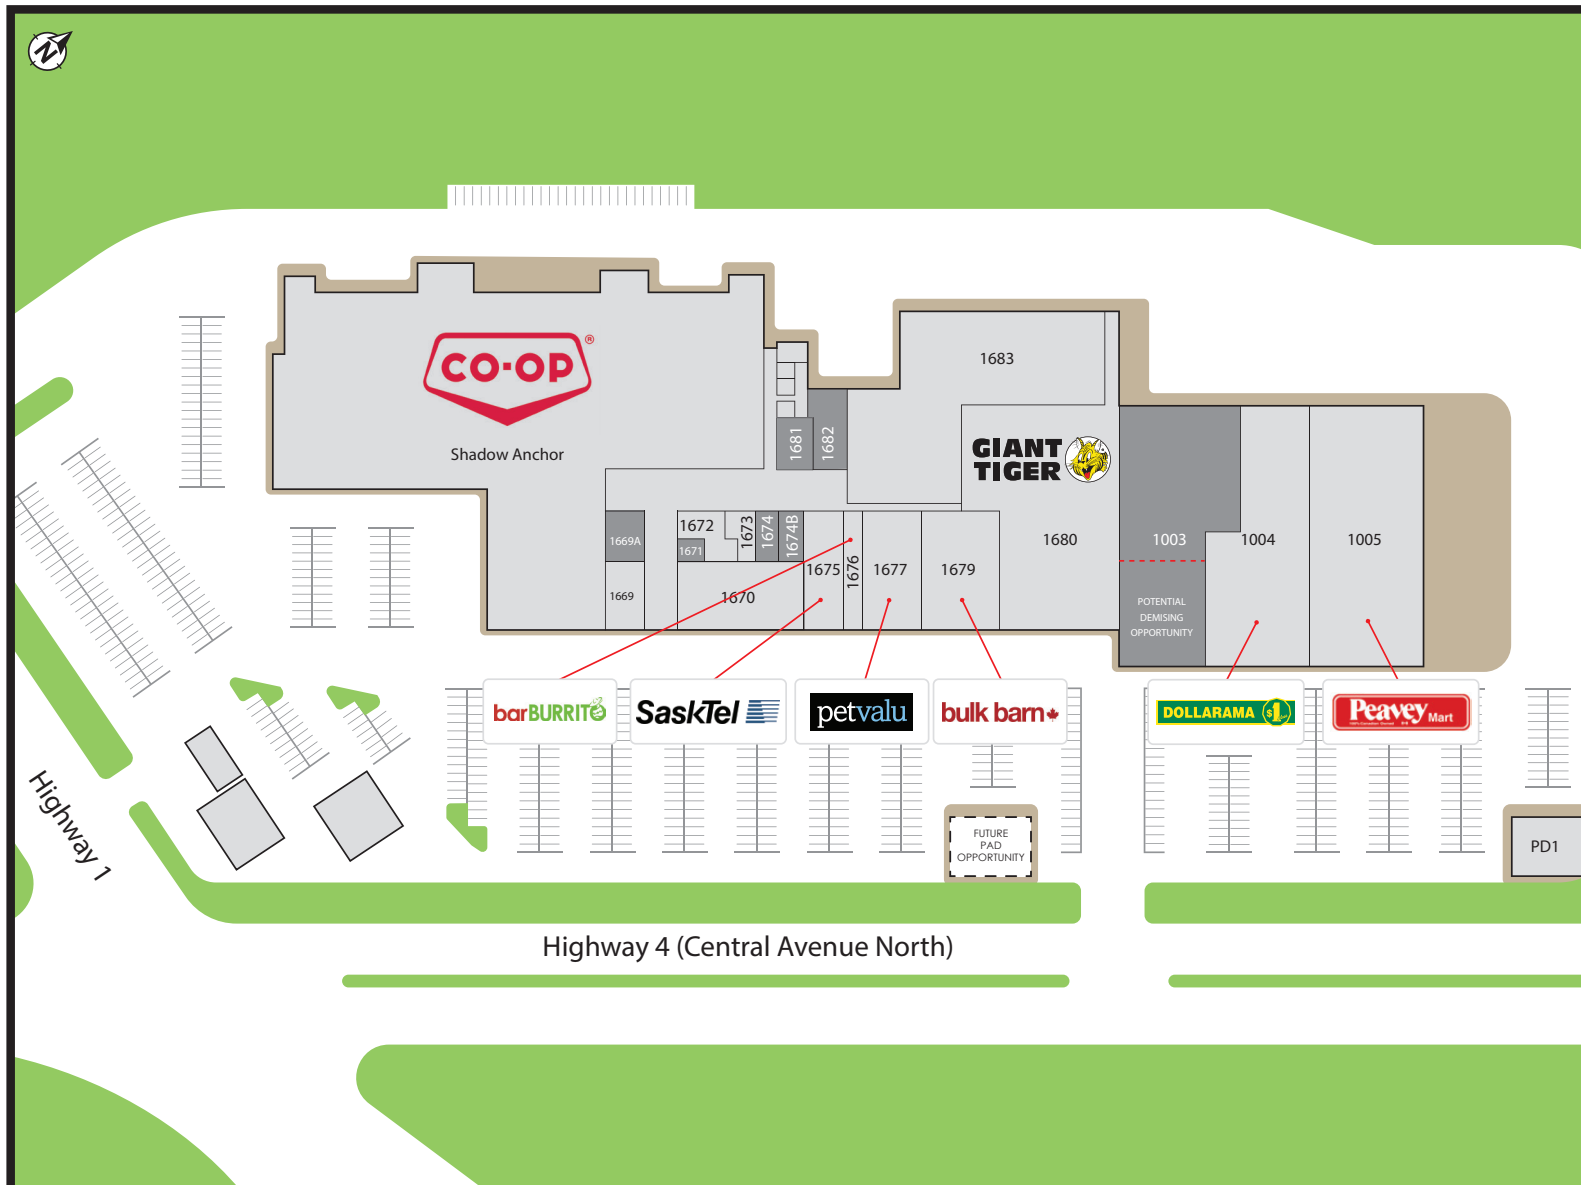 N
CO-OP
®
Shadow Anchor
1683
GIANT
TIGER
1681
1682
1669A
1672
1671
1673
1674
1674B
1675
1676
1677
1679
1680
1003
1004
1005
1669
1670
POTENTIAL
DEMISING
OPPORTUNITY
barBURRITO
SaskTel
petvalu
bulk barn
DOLLARAMA $1
Peavey
Mart
FUTURE
PAD
OPPORTUNITY
PD1
Highway 1
Highway 4 (Central Avenue North)